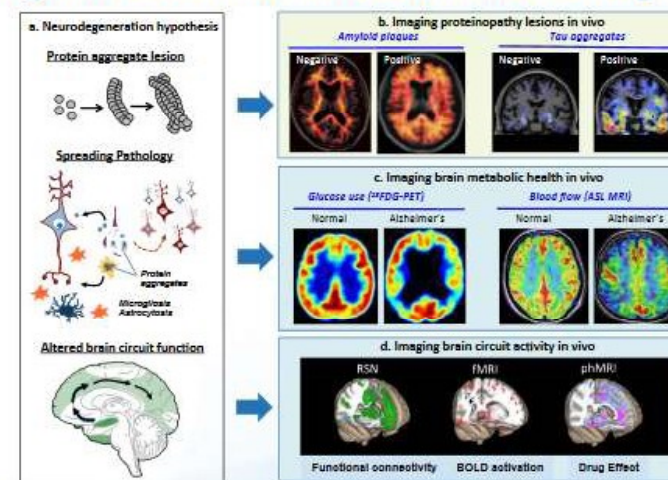 a. Neurodegeneration hypothesis
Protein aggregate lesion
Spreading Pathology
Protein
aggregates
Microgliosis
Astrocytosis
Altered brain circuit function
b. Imaging proteinopathy lesions in vivo
Amyloid plaques
Tau aggregates
Negative
Positive
Negative
Positive
c. Imaging brain metabolic health in vivo
Glucose use (¹⁸FDG-PET)
Blood flow (ASL MRI)
Normal
Alzheimer's
Normal
Alzheimer's
d. Imaging brain circuit activity in vivo
RSN
fMRI
phMRI
Functional connectivity
BOLD activation
Drug Effect